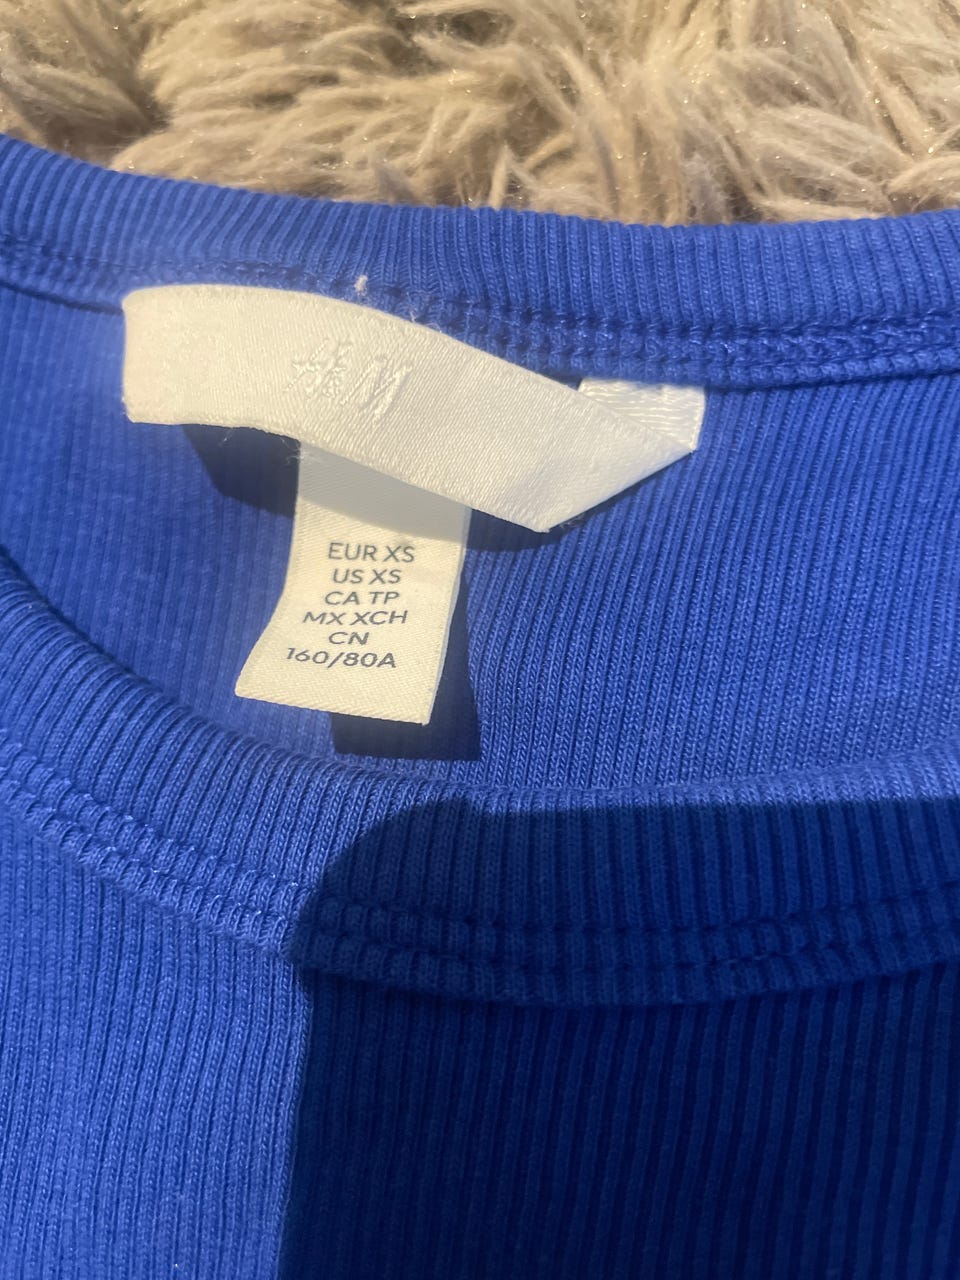 H&M
EUR XS
US XS
CA TP
MX XCH
CN
160/80A